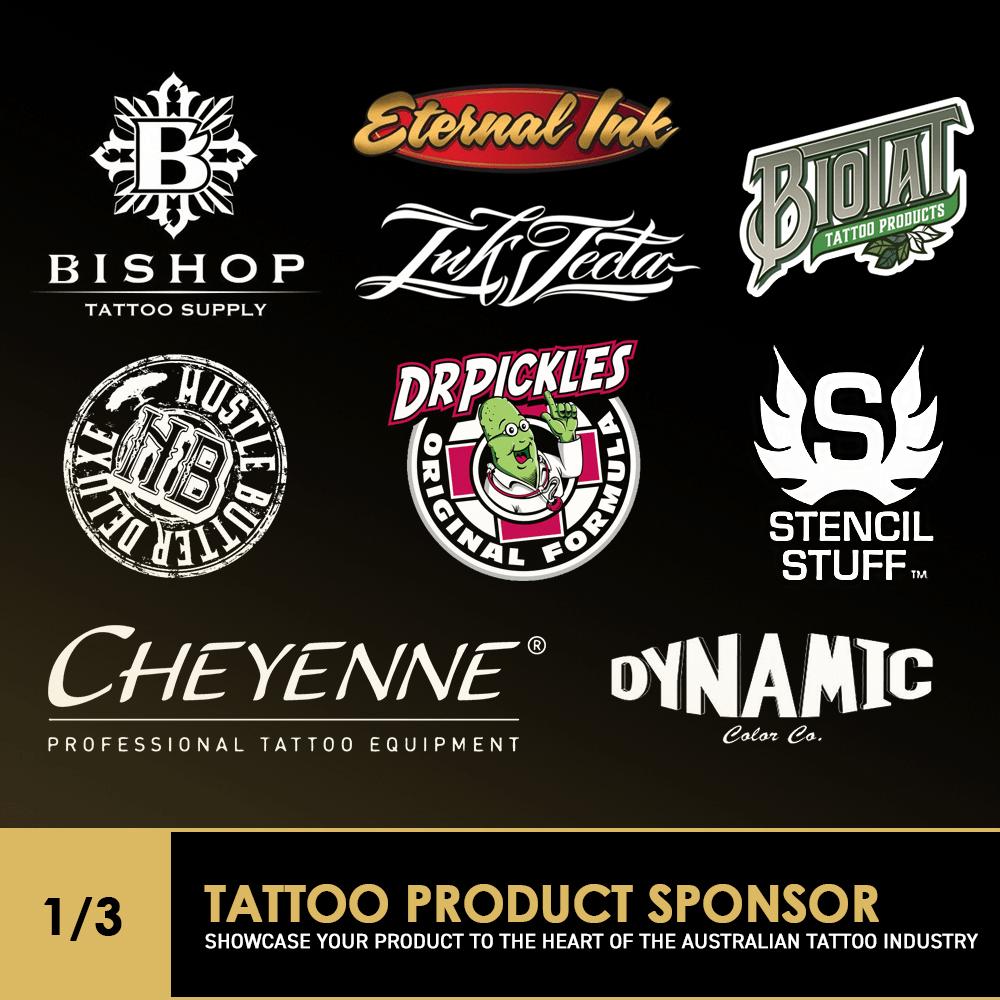 B
BISHOP
TATTOO SUPPLY
Eternal Ink
InkJecta
BIOTAT
TATTOO PRODUCTS
HUSTLE BUTTER DELUXE
HB
DR PICKLES
ORIGINAL FORMULA
S
STENCIL
STUFF™
CHEYENNE®
PROFESSIONAL TATTOO EQUIPMENT
DYNAMIC
Color Co.
1/3
TATTOO PRODUCT SPONSOR
SHOWCASE YOUR PRODUCT TO THE HEART OF THE AUSTRALIAN TATTOO INDUSTRY